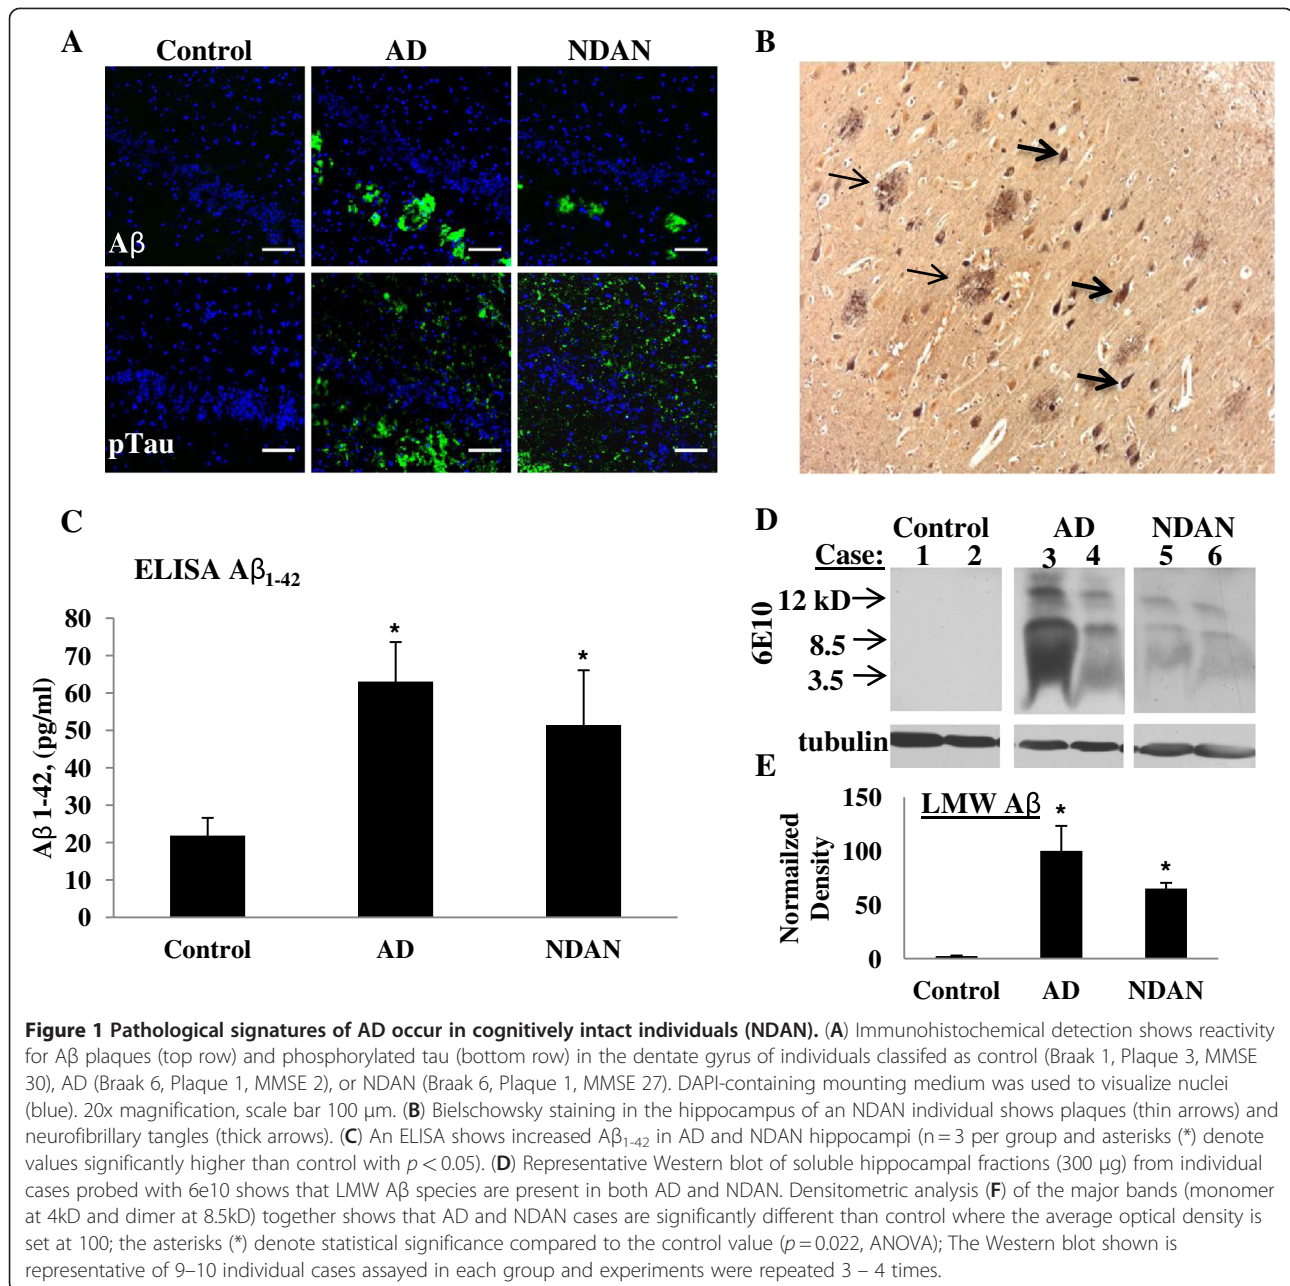 A
Control
AD
NDAN
Aβ
pTau
B
C
ELISA Aβ1-42
Aβ 1-42, (pg/ml)
80
70
60
50
40
30
20
10
0
*
*
Control
AD
NDAN
D
Control
AD
NDAN
Case: 1 2 3 4 5 6
6E10
12 kD
8.5
3.5
tubulin
E
LMW Aβ
Normailzd
Density
150
100
50
0
*
*
Control
AD
NDAN
Figure 1 Pathological signatures of AD occur in cognitively intact individuals (NDAN). (A) Immunohistochemical detection shows reactivity
for Aβ plaques (top row) and phosphorylated tau (bottom row) in the dentate gyrus of individuals classifed as control (Braak 1, Plaque 3, MMSE
30), AD (Braak 6, Plaque 1, MMSE 2), or NDAN (Braak 6, Plaque 1, MMSE 27). DAPI-containing mounting medium was used to visualize nuclei
(blue). 20x magnification, scale bar 100 μm. (B) Bielschowsky staining in the hippocampus of an NDAN individual shows plaques (thin arrows) and
neurofibrillary tangles (thick arrows). (C) An ELISA shows increased Aβ1-42 in AD and NDAN hippocampi (n = 3 per group and asterisks (*) denote
values significantly higher than control with p < 0.05). (D) Representative Western blot of soluble hippocampal fractions (300 μg) from individual
cases probed with 6e10 shows that LMW Aβ species are present in both AD and NDAN. Densitometric analysis (F) of the major bands (monomer
at 4kD and dimer at 8.5kD) together shows that AD and NDAN cases are significantly different than control where the average optical density is
set at 100; the asterisks (*) denote statistical significance compared to the control value (p = 0.022, ANOVA); The Western blot shown is
representative of 9–10 individual cases assayed in each group and experiments were repeated 3 – 4 times.